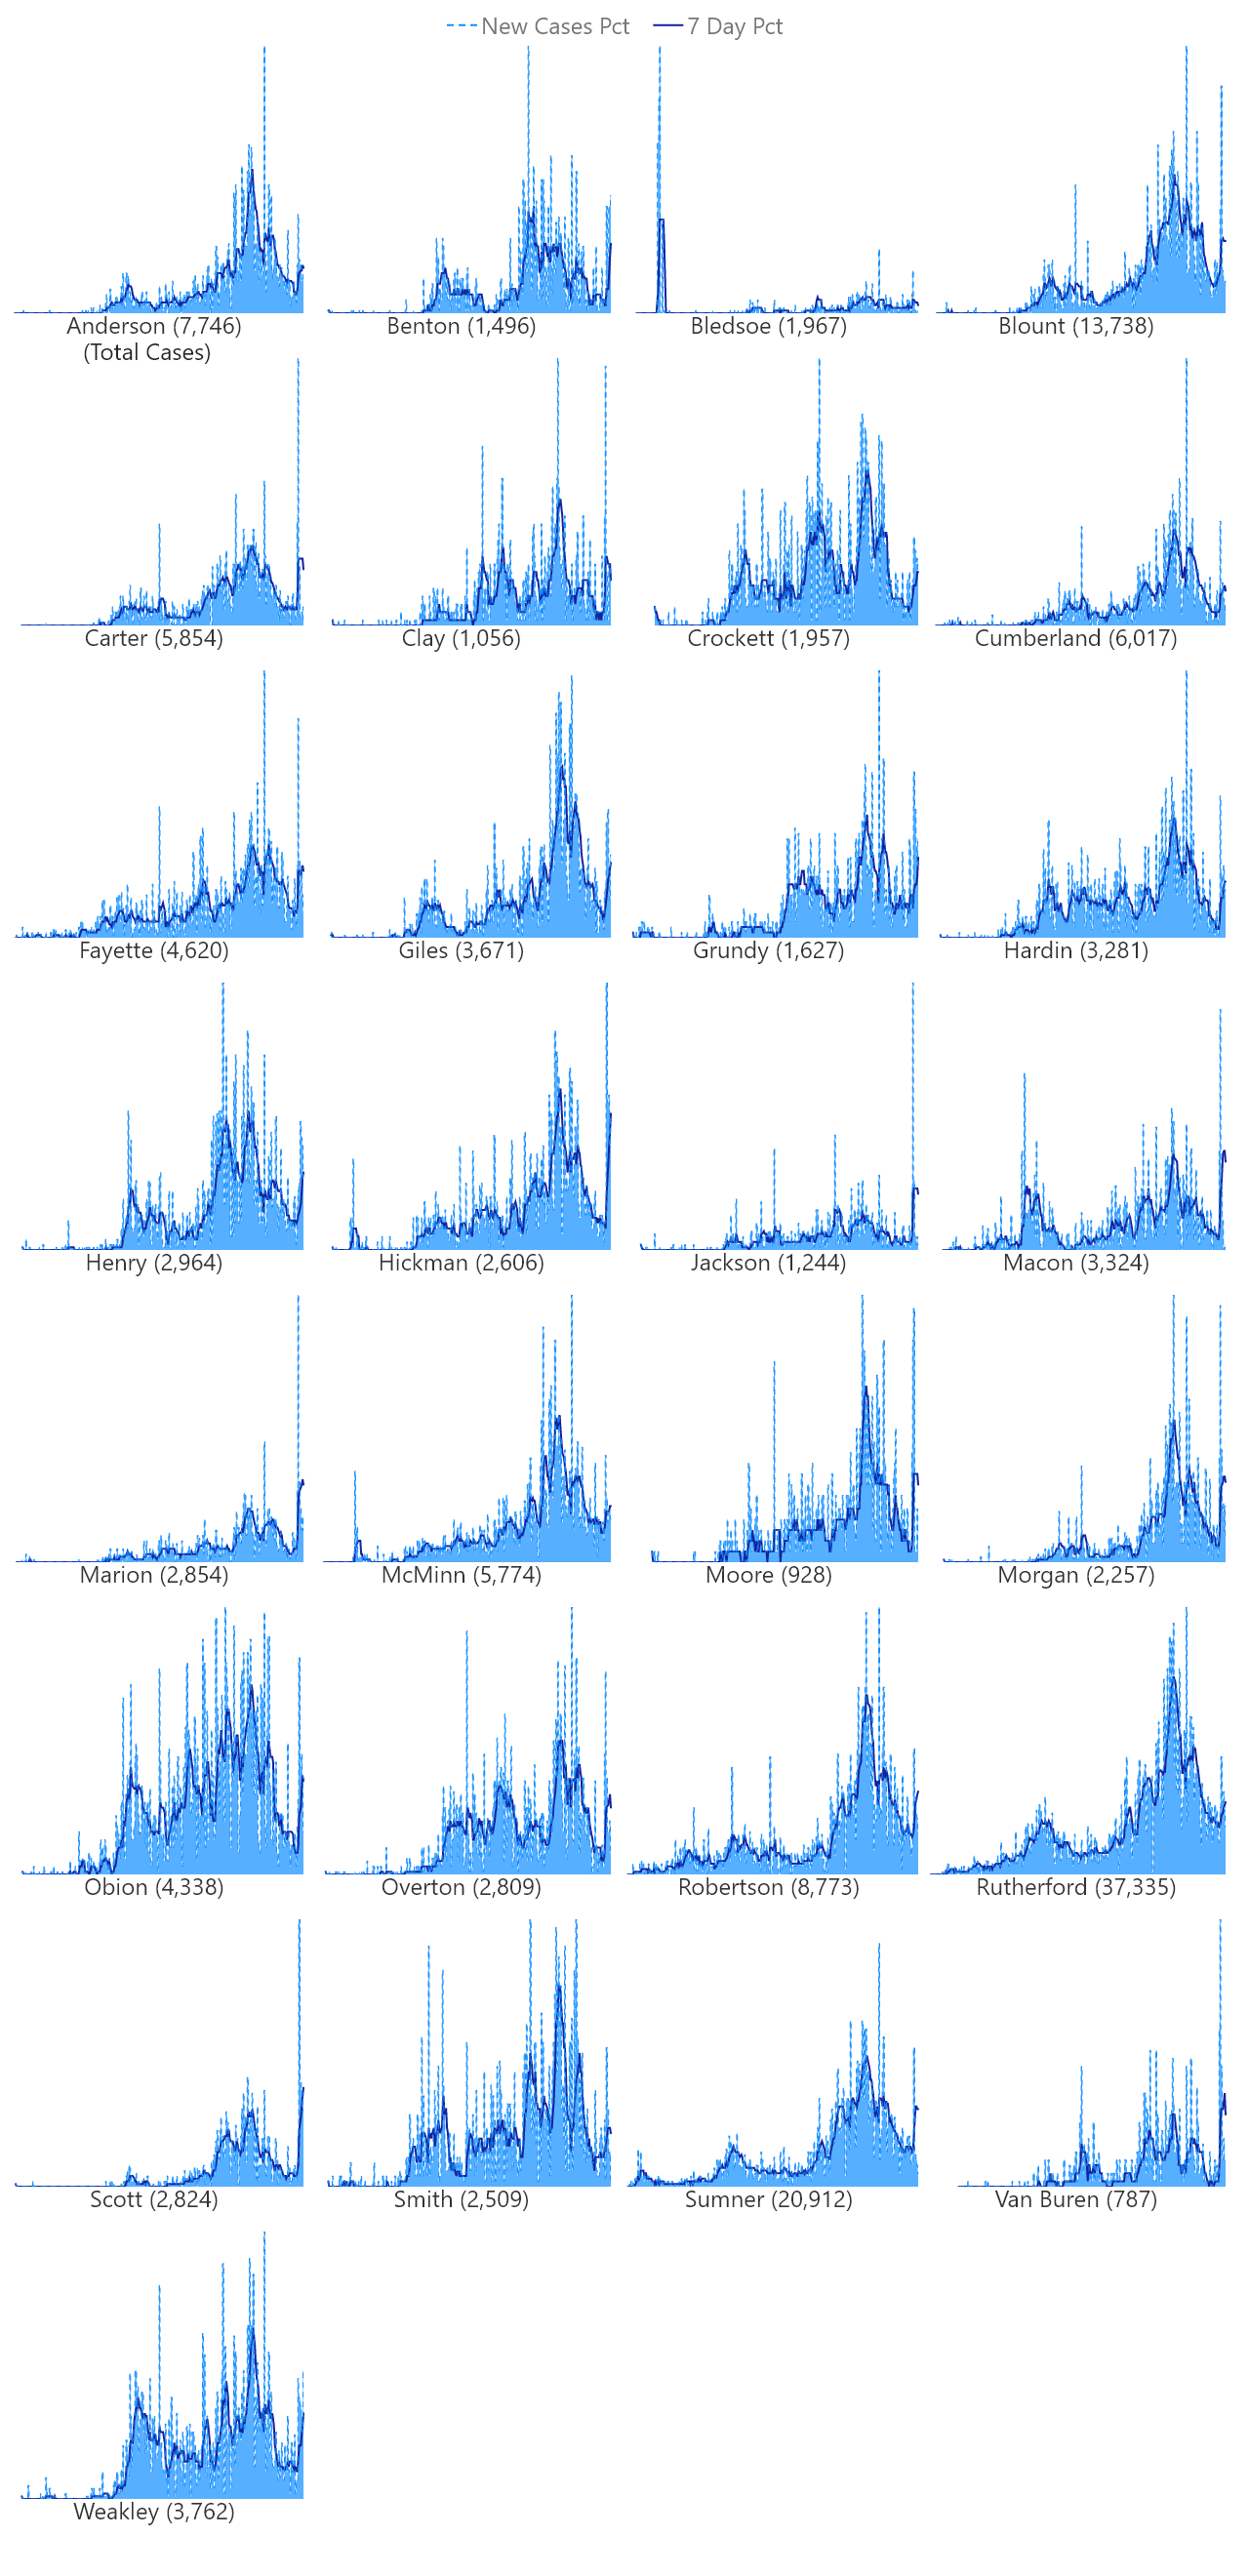 New Cases Pct 7 Day Pct
Anderson (7,746) Benton (1,496) Bledsoe (1,967) Blount (13,738)
(Total Cases)
Carter (5,854) Clay (1,056) Crockett (1,957) Cumberland (6,017)
Fayette (4,620) Giles (3,671) Grundy (1,627) Hardin (3,281)
Henry (2,964) Hickman (2,606) Jackson (1,244) Macon (3,324)
Marion (2,854) McMinn (5,774) Moore (928) Morgan (2,257)
Obion (4,338) Overton (2,809) Robertson (8,773) Rutherford (37,335)
Scott (2,824) Smith (2,509) Sumner (20,912) Van Buren (787)
Weakley (3,762)